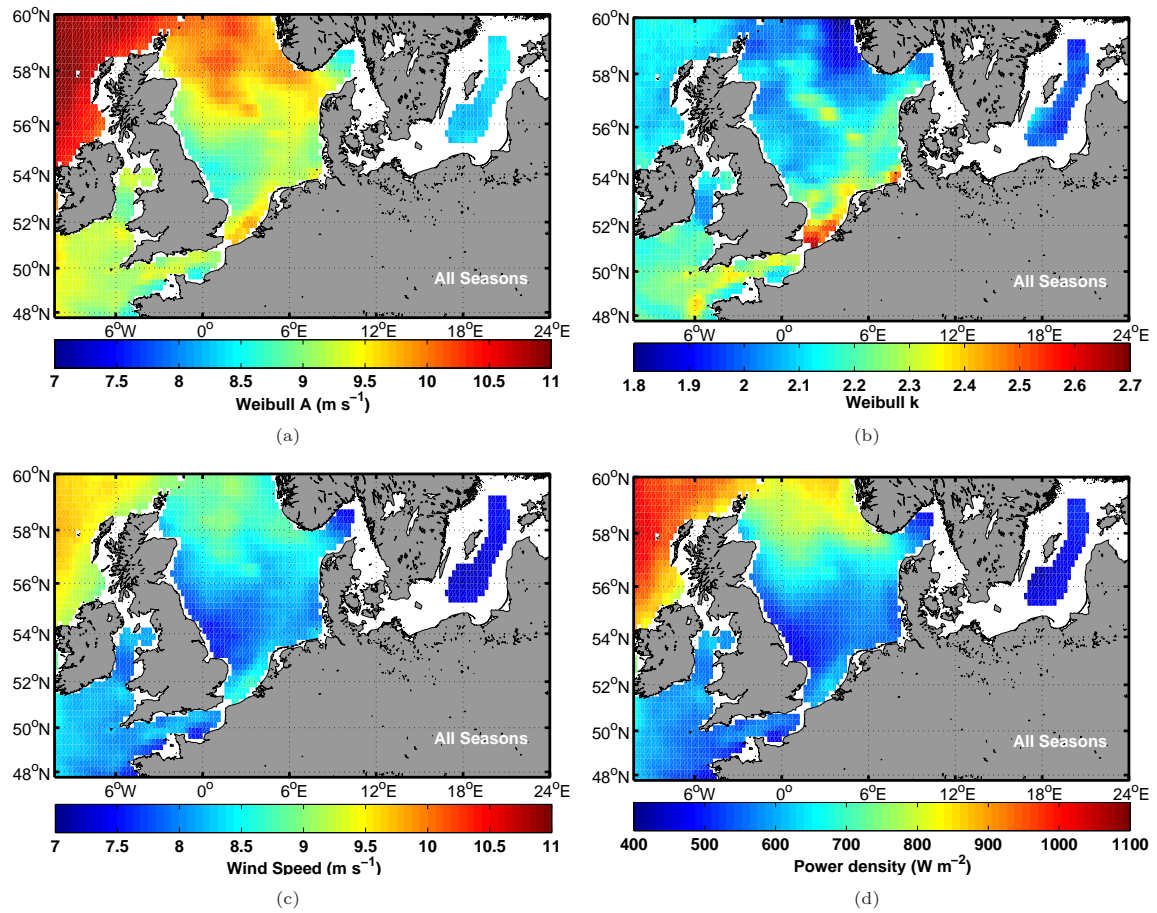 60°N
58°N
56°N
54°N
52°N
50°N
48°N
6°W 0° 6°E 12°E 18°E 24°E
All Seasons
7 7.5 8 8.5 9 9.5 10 10.5 11
Weibull A (m s⁻¹)
(a)
60°N
58°N
56°N
54°N
52°N
50°N
48°N
6°W 0° 6°E 12°E 18°E 24°E
All Seasons
1.8 1.9 2 2.1 2.2 2.3 2.4 2.5 2.6 2.7
Weibull k
(b)
60°N
58°N
56°N
54°N
52°N
50°N
48°N
6°W 0° 6°E 12°E 18°E 24°E
All Seasons
7 7.5 8 8.5 9 9.5 10 10.5 11
Wind Speed (m s⁻¹)
(c)
60°N
58°N
56°N
54°N
52°N
50°N
48°N
6°W 0° 6°E 12°E 18°E 24°E
All Seasons
400 500 600 700 800 900 1000 1100
Power density (W m⁻²)
(d)